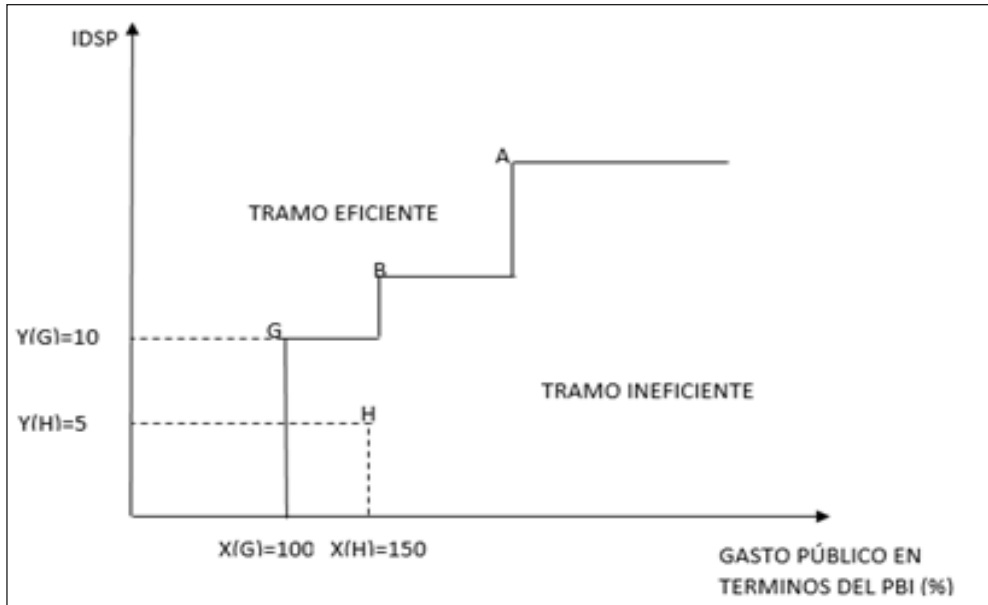 IDSP
A
TRAMO EFICIENTE
B
G
Y(G)=10
TRAMO INEFICIENTE
H
Y(H)=5
X(G)=100 X(H)=150
GASTO PÚBLICO EN
TERMINOS DEL PBI (%)